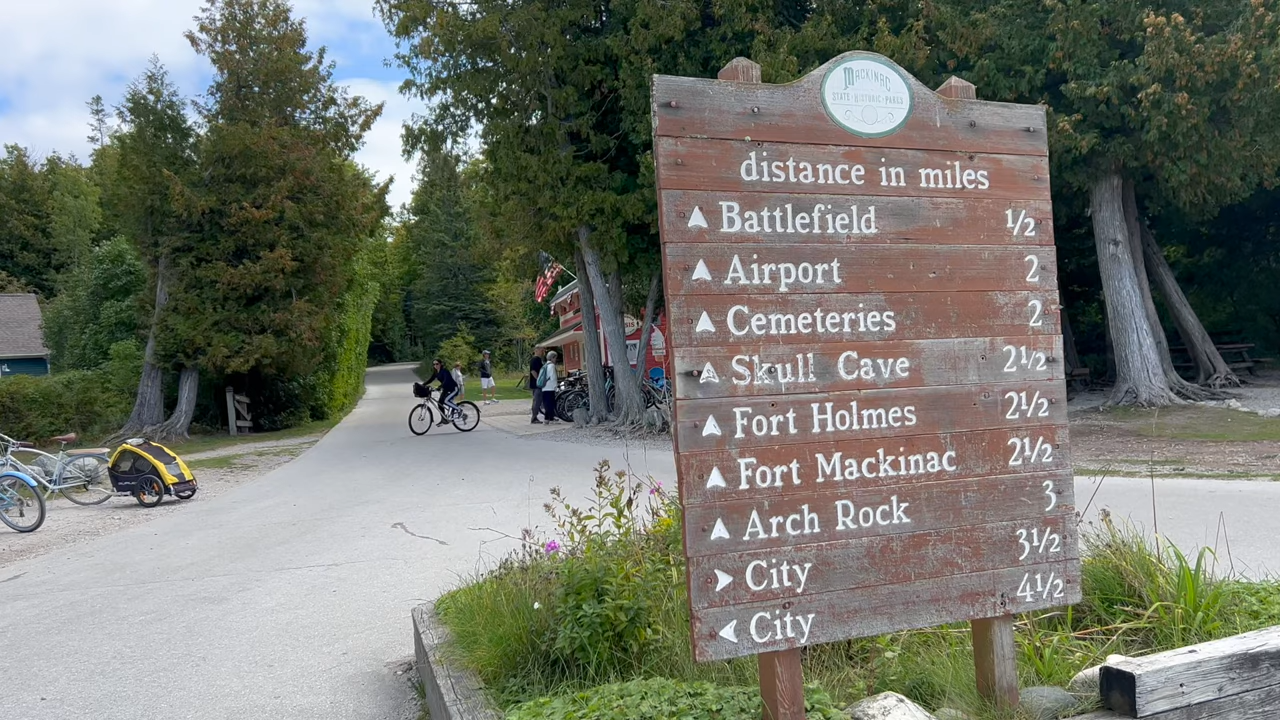 Mackinac
State Historic Parks
distance in miles
Battlefield 1/2
Airport 2
Cemeteries 2
Skull Cave 2 1/2
Fort Holmes 2 1/2
Fort Mackinac 2 1/2
Arch Rock 3
City 3 1/2
City 4 1/2